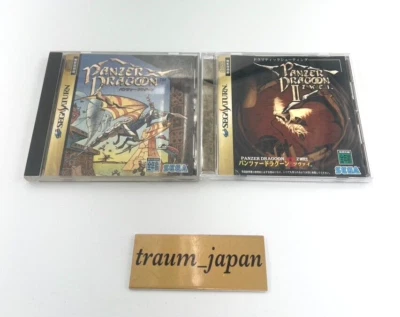 SEGA SATURN
PANZER
DRAGOON
SEGA
SEGA SATURN
PANZER
DRAGOON
II ZWEI
PANZER DRAGOON
パンツァードラグーン
SEGA
traum_japan